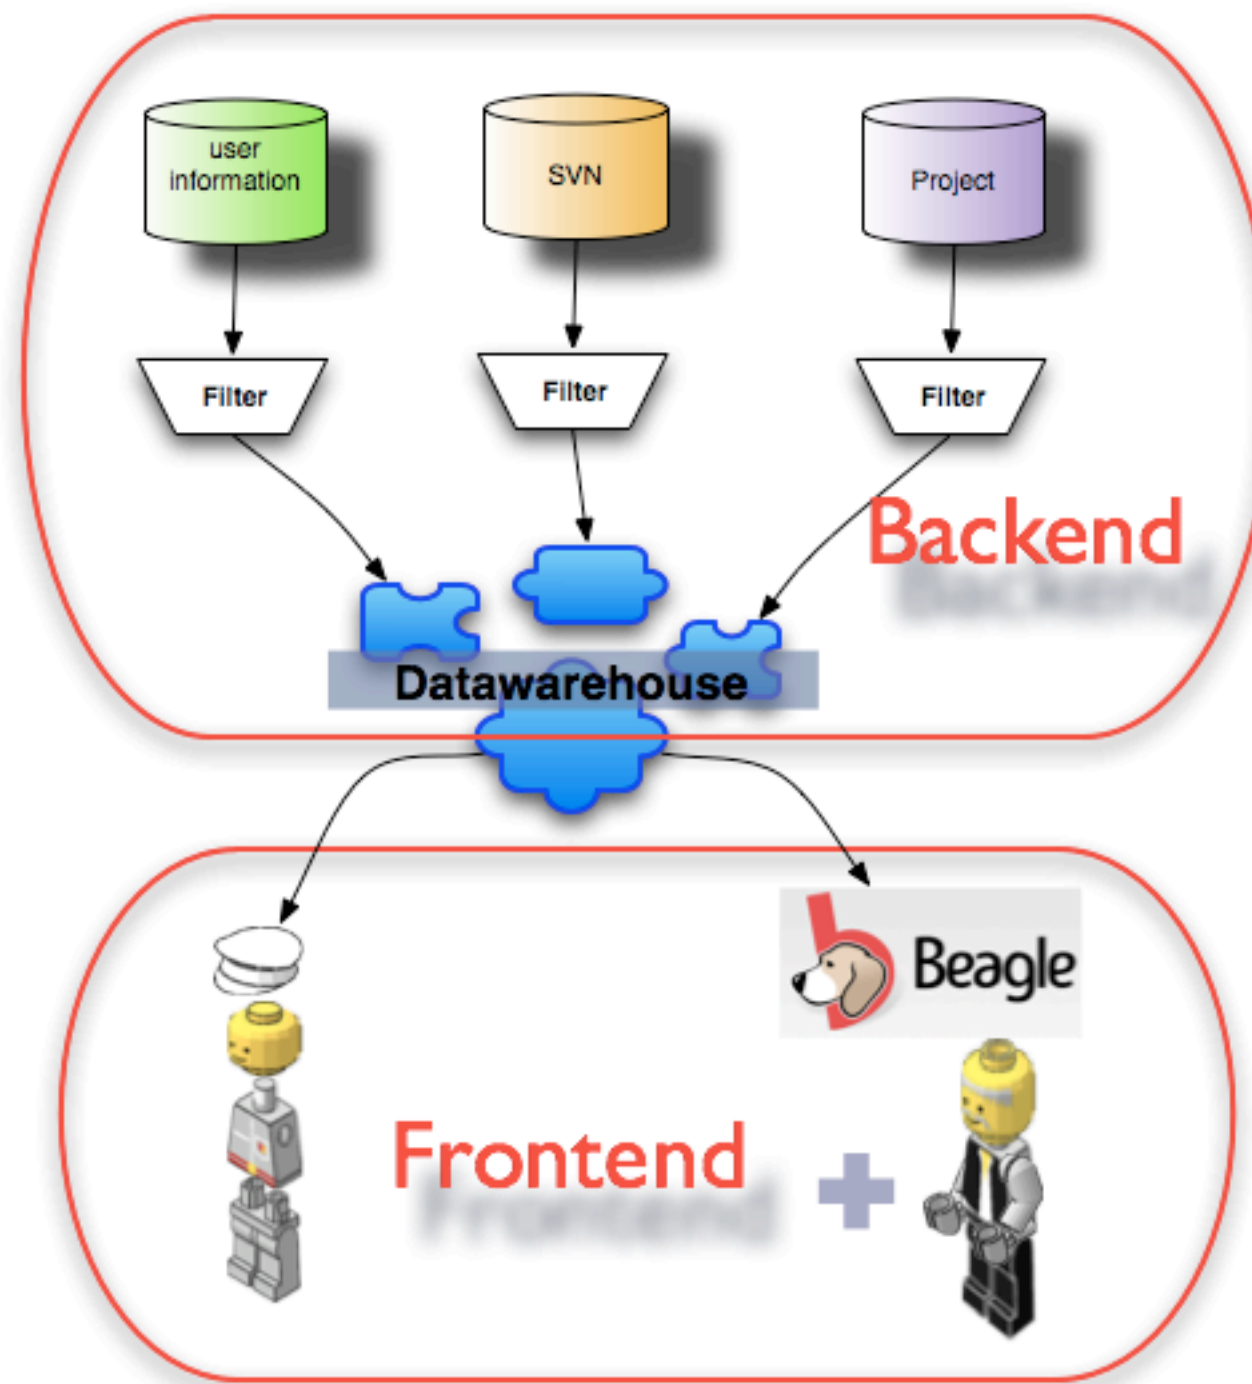 user
information
SVN
Project
Filter
Filter
Filter
Backend
Datawarehouse
Beagle
Frontend